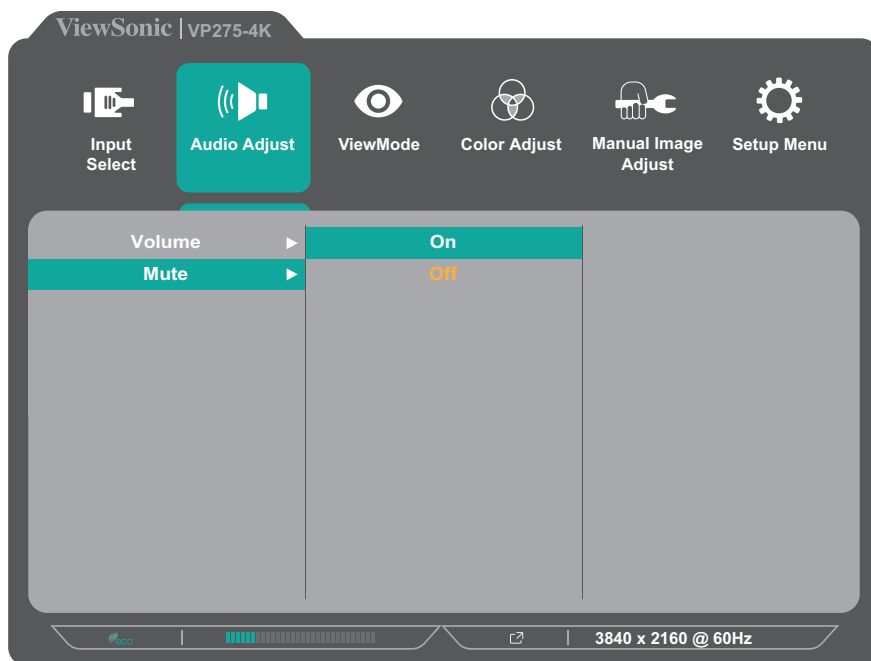 ViewSonic | VP275-4K
Input Select
Audio Adjust
ViewMode
Color Adjust
Manual Image Adjust
Setup Menu
Volume
On
Mute
Off
eco
3840 x 2160 @ 60Hz